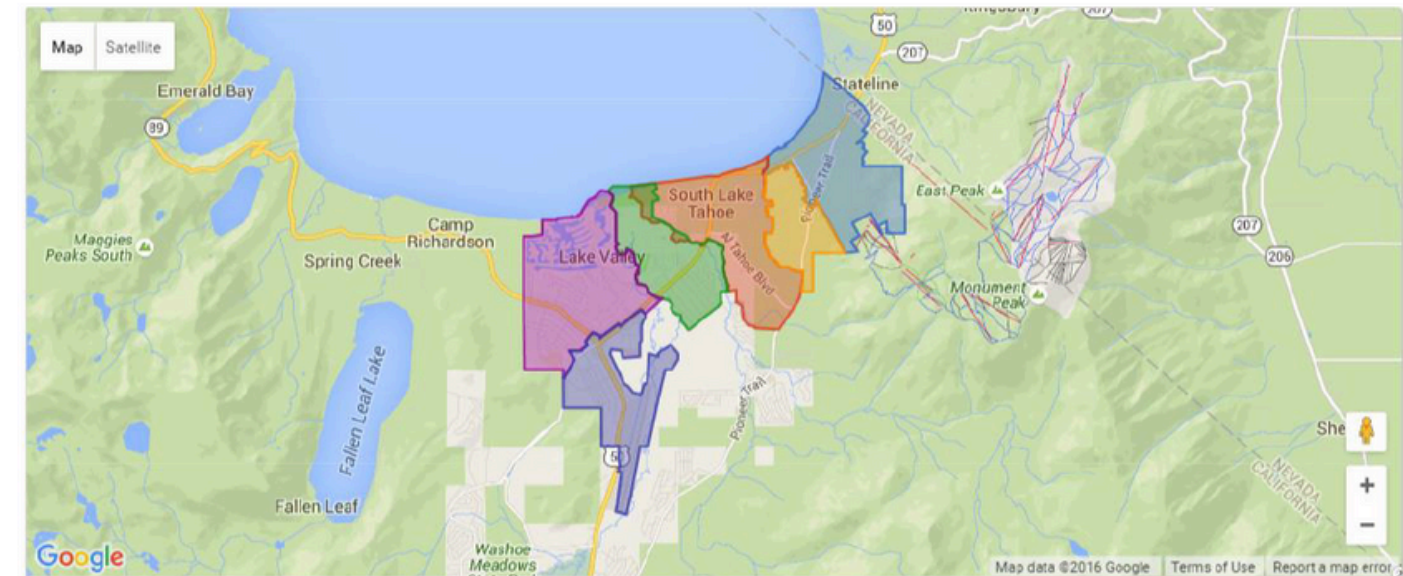 Kingsbury
207
Map Satellite
50
207
Emerald Bay
Stateline
89
NEVADA
CALIFORNIA
Pioneer Trail
East Peak
South Lake
Tahoe
Camp
Richardson
Maggies
Peaks South
Spring Creek
Lake Valley
Al Tahoe Blvd
207
206
Monument
Peak
Fallen Leaf Lake
Pioneer Trail
She
50
NEVADA
CALIFORNIA
Fallen Leaf
+
−
Washoe
Meadows
Google
Map data ©2016 Google Terms of Use Report a map error